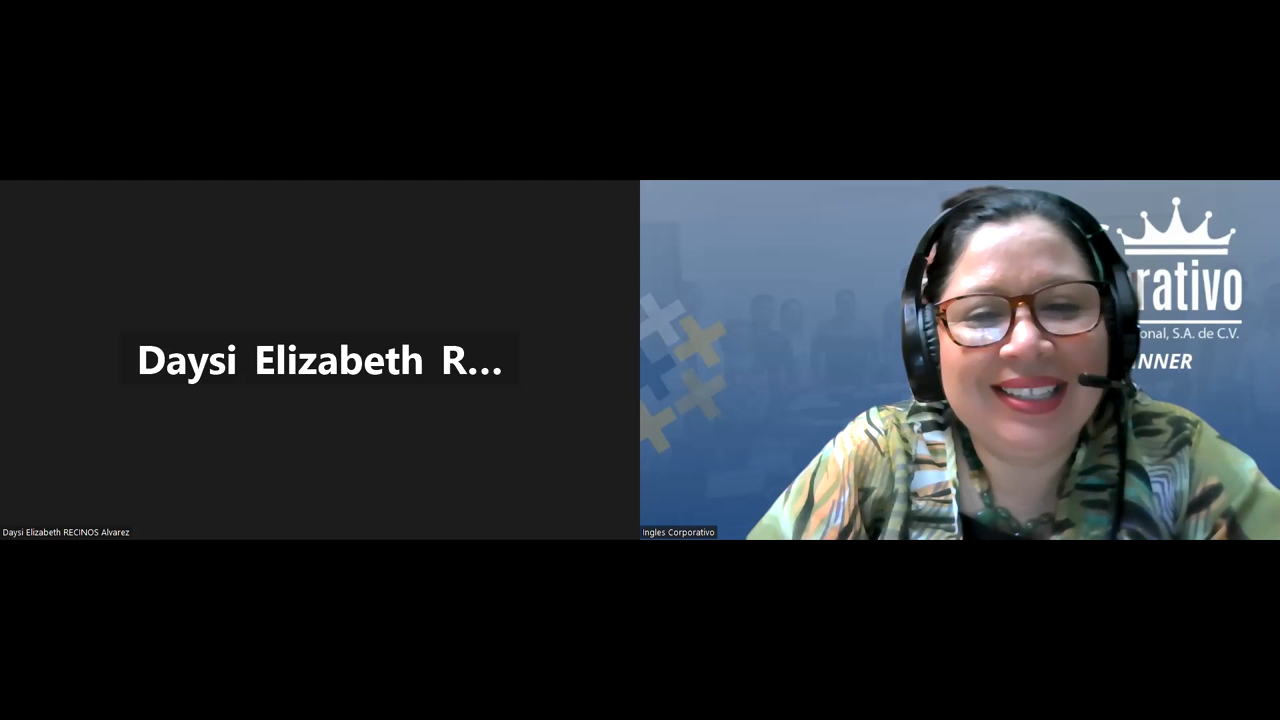 Daysi Elizabeth R...
Daysi Elizabeth RECINOS Alvarez
rativo
onal, S.A. de C.V.
NNER
Ingles Corporativo